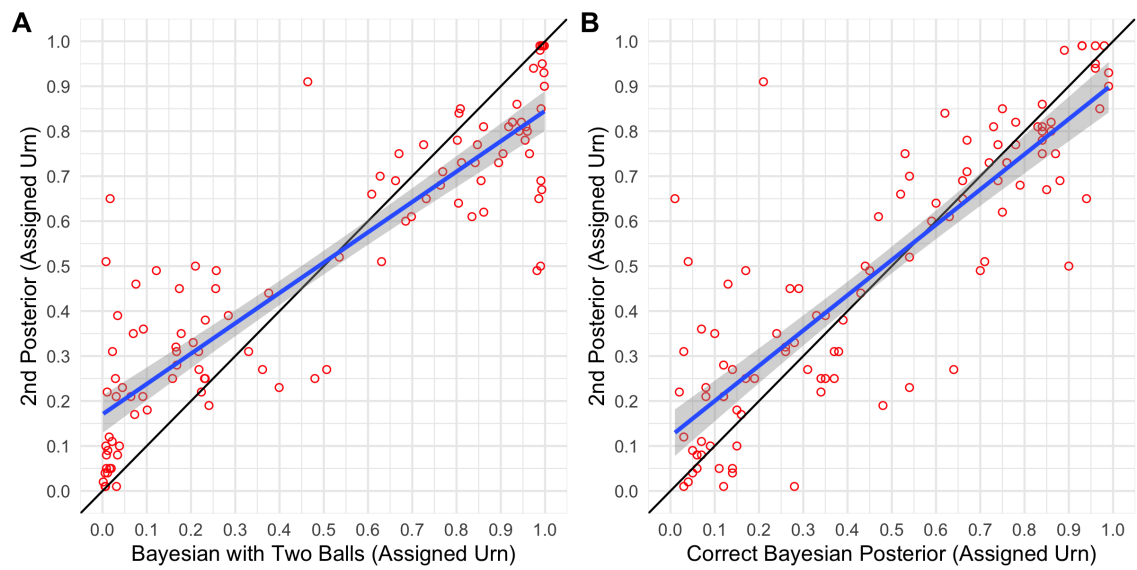 A
2nd Posterior (Assigned Urn)
1.0
0.9
0.8
0.7
0.6
0.5
0.4
0.3
0.2
0.1
0.0
0.0 0.1 0.2 0.3 0.4 0.5 0.6 0.7 0.8 0.9 1.0
Bayesian with Two Balls (Assigned Urn)
B
2nd Posterior (Assigned Urn)
1.0
0.9
0.8
0.7
0.6
0.5
0.4
0.3
0.2
0.1
0.0
0.0 0.1 0.2 0.3 0.4 0.5 0.6 0.7 0.8 0.9 1.0
Correct Bayesian Posterior (Assigned Urn)